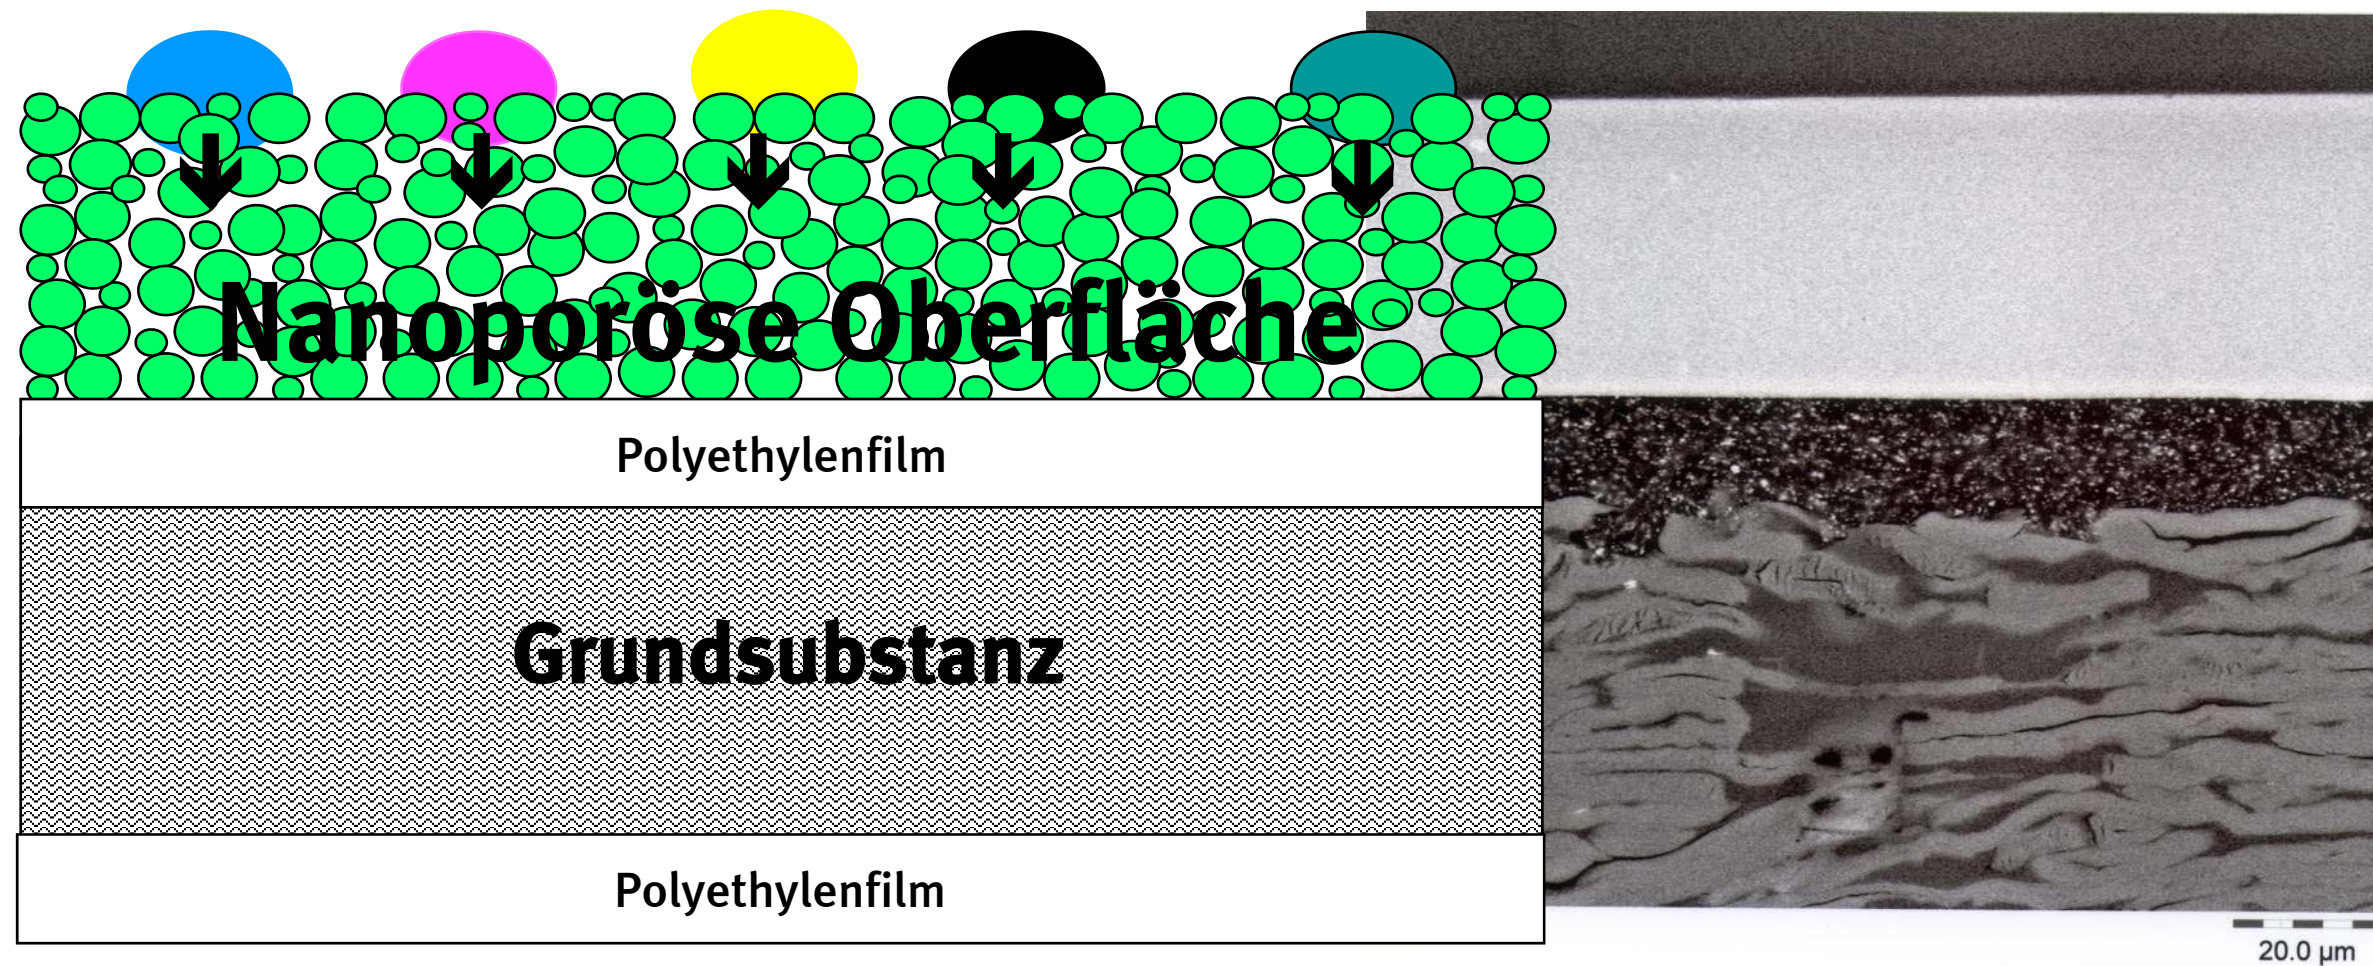 Nanoporöse Oberfläche
Polyethylenfilm
Grundsubstanz
Polyethylenfilm
20.0 µm